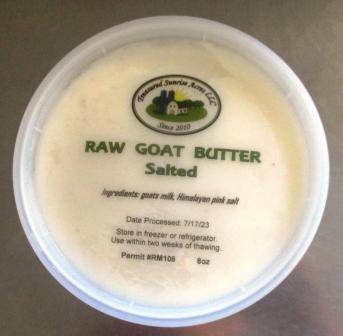 Treasured Sunrise Acres LLC
Since 2010
RAW GOAT BUTTER
Salted
Ingredients: goats milk, Himalayan pink salt
Date Processed: 7/17/23
Store in freezer or refrigerator.
Use within two weeks of thawing.
Permit #RM108 8oz